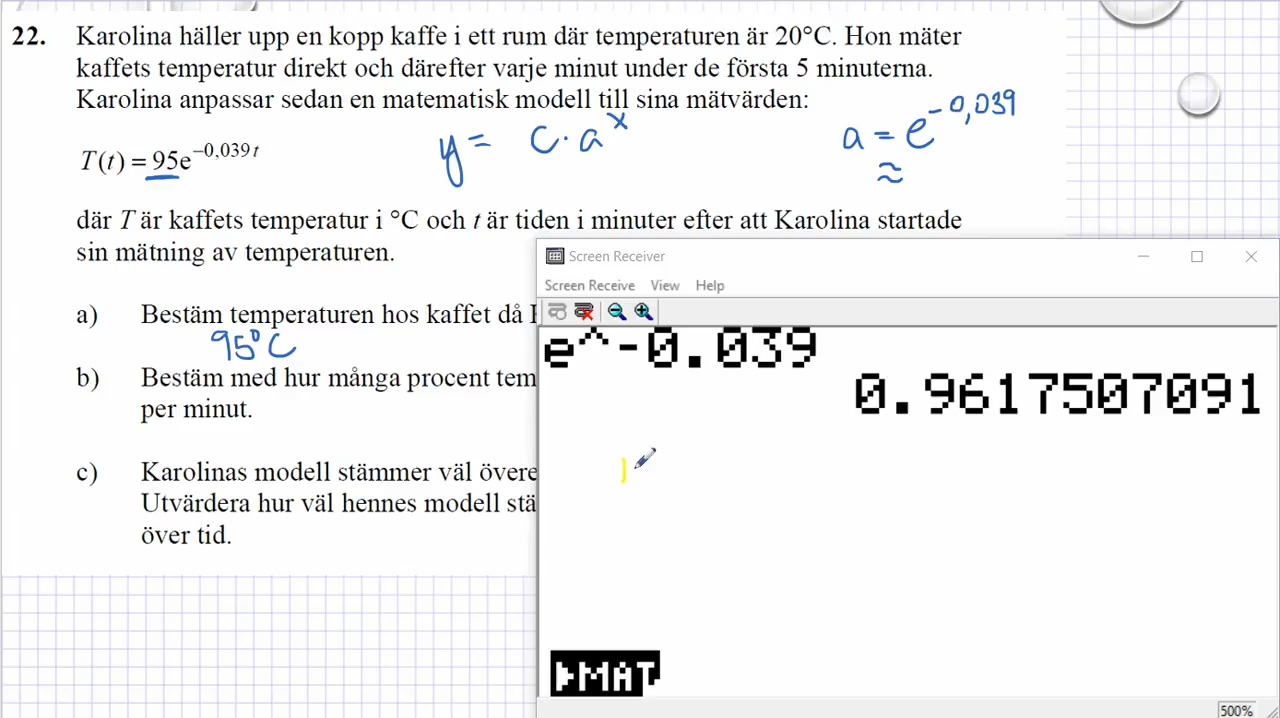 22. Karolina häller upp en kopp kaffe i ett rum där temperaturen är 20°C. Hon mäter
kaffets temperatur direkt och därefter varje minut under de första 5 minuterna.
Karolina anpassar sedan en matematisk modell till sina mätvärden:
y = C · a^x
a = e^-0,039
≈
T(t) = 95e^−0,039t
där T är kaffets temperatur i °C och t är tiden i minuter efter att Karolina startade
sin mätning av temperaturen.
a) Bestäm temperaturen hos kaffet då
95°C
b) Bestäm med hur många procent tem
per minut.
c) Karolinas modell stämmer väl övere
Utvärdera hur väl hennes modell stä
över tid.
Screen Receiver
Screen Receive View Help
e^-0.039
0.9617507091
▶MAT
500%